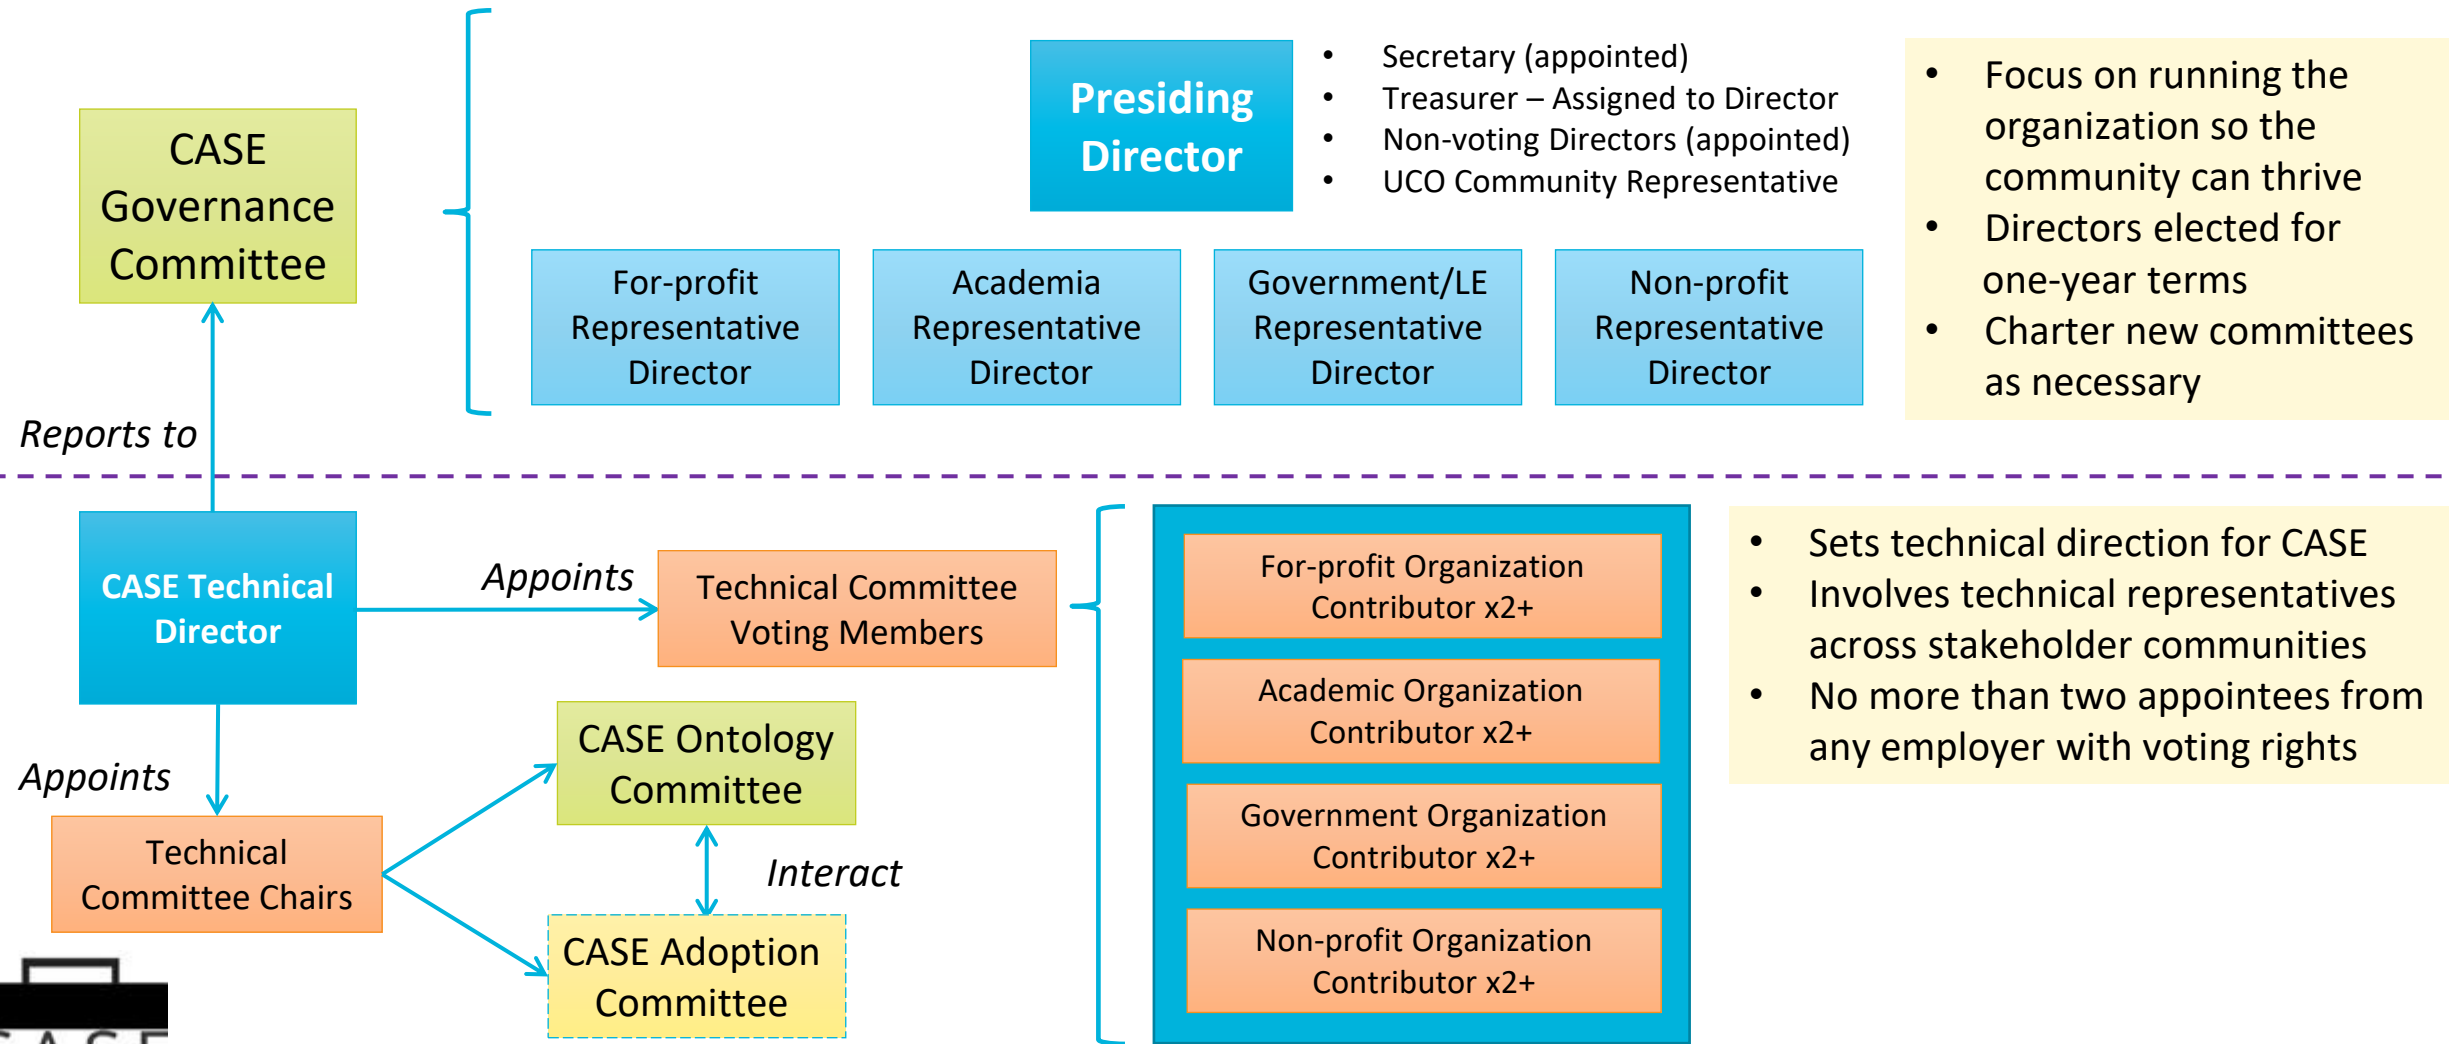 CASE
Governance
Committee
Presiding
Director
• Secretary (appointed)
• Treasurer – Assigned to Director
• Non-voting Directors (appointed)
• UCO Community Representative
For-profit
Representative
Director
Academia
Representative
Director
Government/LE
Representative
Director
Non-profit
Representative
Director
• Focus on running the
organization so the
community can thrive
• Directors elected for
one-year terms
• Charter new committees
as necessary
Reports to
CASE Technical
Director
Appoints
Technical Committee
Voting Members
For-profit Organization
Contributor x2+
Academic Organization
Contributor x2+
Government Organization
Contributor x2+
Non-profit Organization
Contributor x2+
• Sets technical direction for CASE
• Involves technical representatives
across stakeholder communities
• No more than two appointees from
any employer with voting rights
Appoints
Technical
Committee Chairs
CASE Ontology
Committee
Interact
CASE Adoption
Committee
CASE